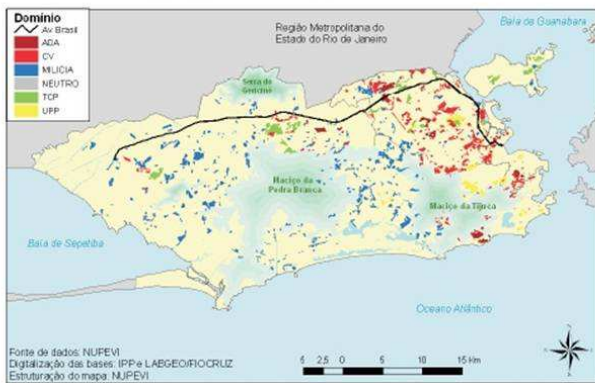 Domínio
Av Brasil
ADA
CV
MILICIA
NEUTRO
TCP
UPP
Região Metropolitana do
Estado do Rio de Janeiro
Baía de Guanabara
Serra do
Gericinó
Maciço da
Pedra Branca
Maciço da Tijuca
Baía de Sepetiba
Oceano Atlântico
Fonte de dados: NUPEVI
Digitalização das bases: IPP e LABGEO/FIOCRUZ
Estruturação do mapa: NUPEVI
5 2,5 0 5 10 15 km